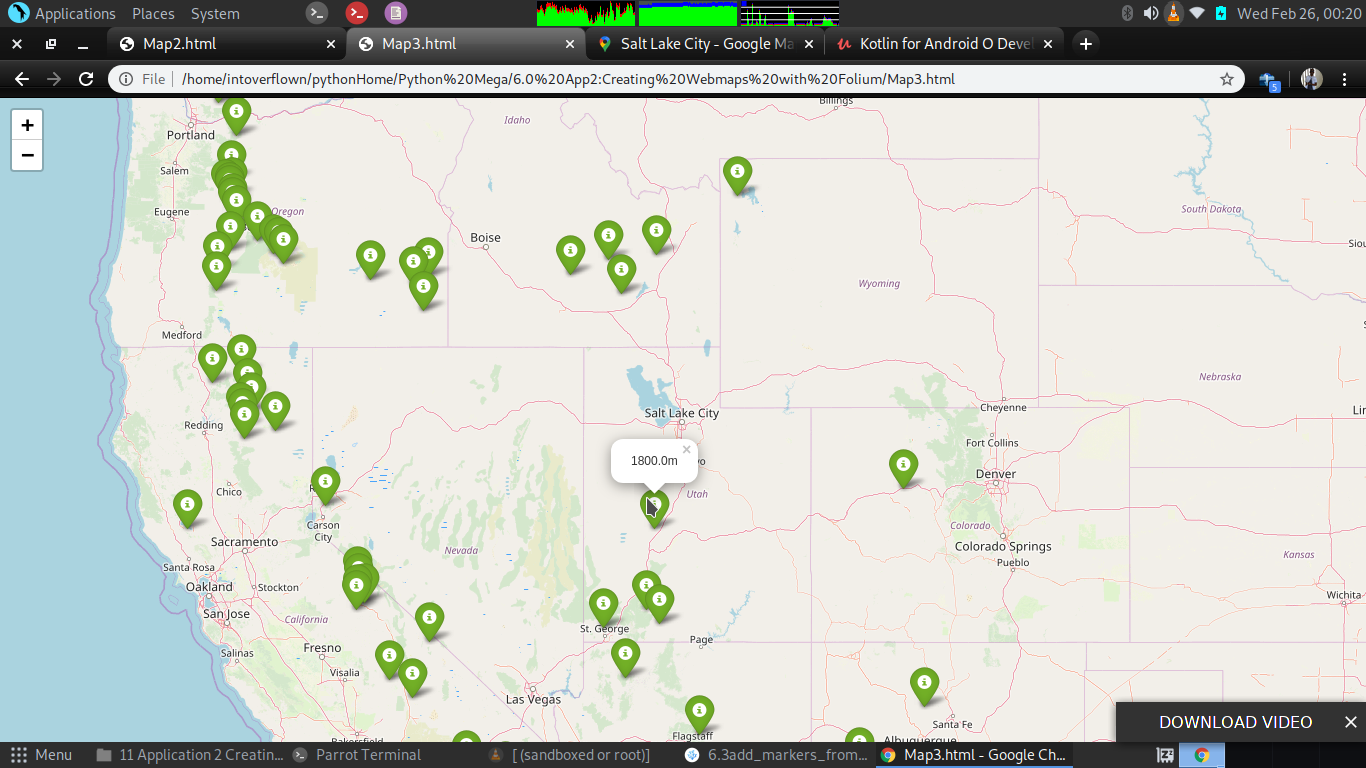 Applications Places System Wed Feb 26, 00:20
Map2.html Map3.html Salt Lake City - Google Ma Kotlin for Android O Deve
File /home/intoverflown/pythonHome/Python%20Mega/6.0%20App2:Creating%20Webmaps%20with%20Folium/Map3.html 5
+
−
Billings
Idaho
Portland
Salem
Eugene
Oregon
South Dakota
Boise
Wyoming
Medford
Nebraska
Salt Lake City
Cheyenne
Redding
Fort Collins
1800.0m ×
Denver
Chico
Utah
Carson
City
Colorado
Sacramento
Nevada
Colorado Springs
Kansas
Santa Rosa
Pueblo
Oakland
Stockton
Wichita
San Jose
California
St. George
Page
Salinas
Fresno
Visalia
Las Vegas
Santa Fe
DOWNLOAD VIDEO
Flagstaff
Albuquerque
Bakersfield
Menu 11 Application 2 Creatin... Parrot Terminal [ (sandboxed or root)] 6.3add_markers_from... Map3.html - Google Ch...